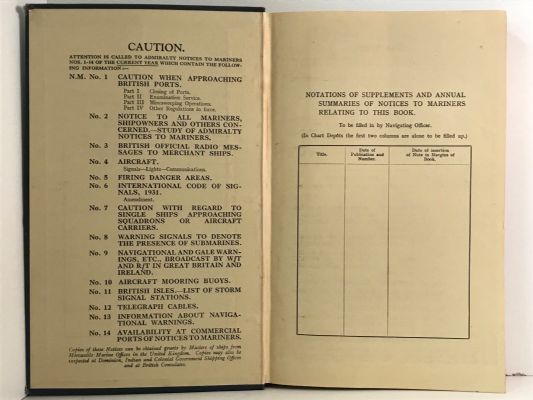 CAUTION.
ATTENTION IS CALLED TO ADMIRALTY NOTICES TO MARINERS
NOS. 1-14 OF THE CURRENT YEAR WHICH CONTAIN THE FOLLOW-
ING INFORMATION:—
N.M. No. 1 CAUTION WHEN APPROACHING
BRITISH PORTS.
Part I Closing of Ports.
Part II Examination Service.
Part III Minesweeping Operations.
Part IV Other Regulations in force.
No. 2 NOTICE TO ALL MARINERS,
SHIPOWNERS AND OTHERS CON-
CERNED.—STUDY OF ADMIRALTY
NOTICES TO MARINERS.
No. 3 BRITISH OFFICIAL RADIO MES-
SAGES TO MERCHANT SHIPS.
No. 4 AIRCRAFT.
Signals—Lights—Communications.
No. 5 FIRING DANGER AREAS.
No. 6 INTERNATIONAL CODE OF SIG-
NALS, 1931.
Amendment.
No. 7 CAUTION WITH REGARD TO
SINGLE SHIPS APPROACHING
SQUADRONS OR AIRCRAFT
CARRIERS.
No. 8 WARNING SIGNALS TO DENOTE
THE PRESENCE OF SUBMARINES.
No. 9 NAVIGATIONAL AND GALE WARN-
INGS, ETC., BROADCAST BY W/T
AND R/T IN GREAT BRITAIN AND
IRELAND.
No. 10 AIRCRAFT MOORING BUOYS.
No. 11 BRITISH ISLES.—LIST OF STORM
SIGNAL STATIONS.
No. 12 TELEGRAPH CABLES.
No. 13 INFORMATION ABOUT NAVIGA-
TIONAL WARNINGS.
No. 14 AVAILABILITY AT COMMERCIAL
PORTS OF NOTICES TO MARINERS.
Copies of these Notices can be obtained gratis by Masters of ships from
Mercantile Marine Offices in the United Kingdom. Copies may also be
inspected at Dominion, Indian and Colonial Government Shipping Offices
and at British Consulates.
NOTATIONS OF SUPPLEMENTS AND ANNUAL
SUMMARIES OF NOTICES TO MARINERS
RELATING TO THIS BOOK.
To be filled in by Navigating Officer.
(In Chart Depôts the first two columns are alone to be filled up.)
Title.
Date of
Publication and
Number.
Date of insertion
of Note in Margins of
Book.